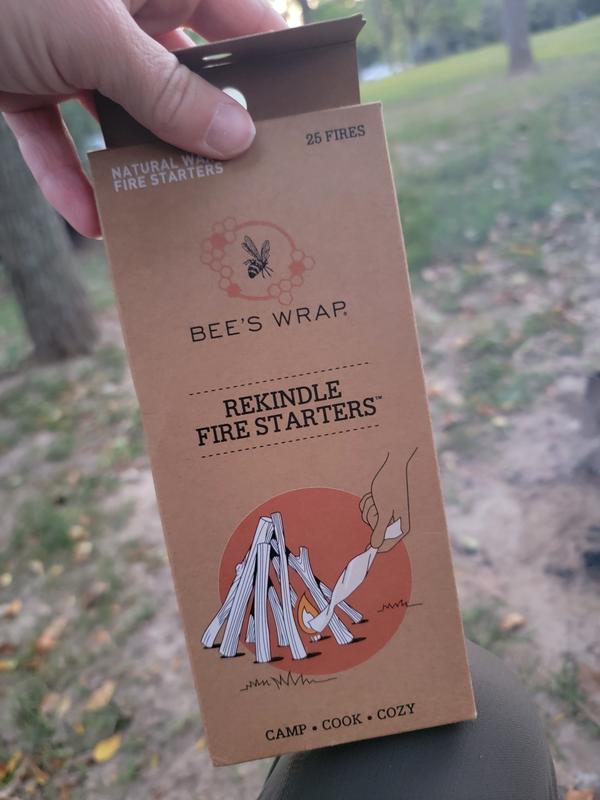 25 FIRES
NATURAL
FIRE STARTERS
BEE'S WRAP®
REKINDLE
FIRE STARTERS™
CAMP • COOK • COZY